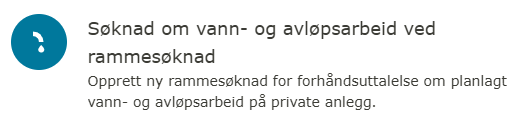 Søknad om vann- og avløpsarbeid ved
rammesøknad
Opprett ny rammesøknad for forhåndsuttalelse om planlagt
vann- og avløpsarbeid på private anlegg.